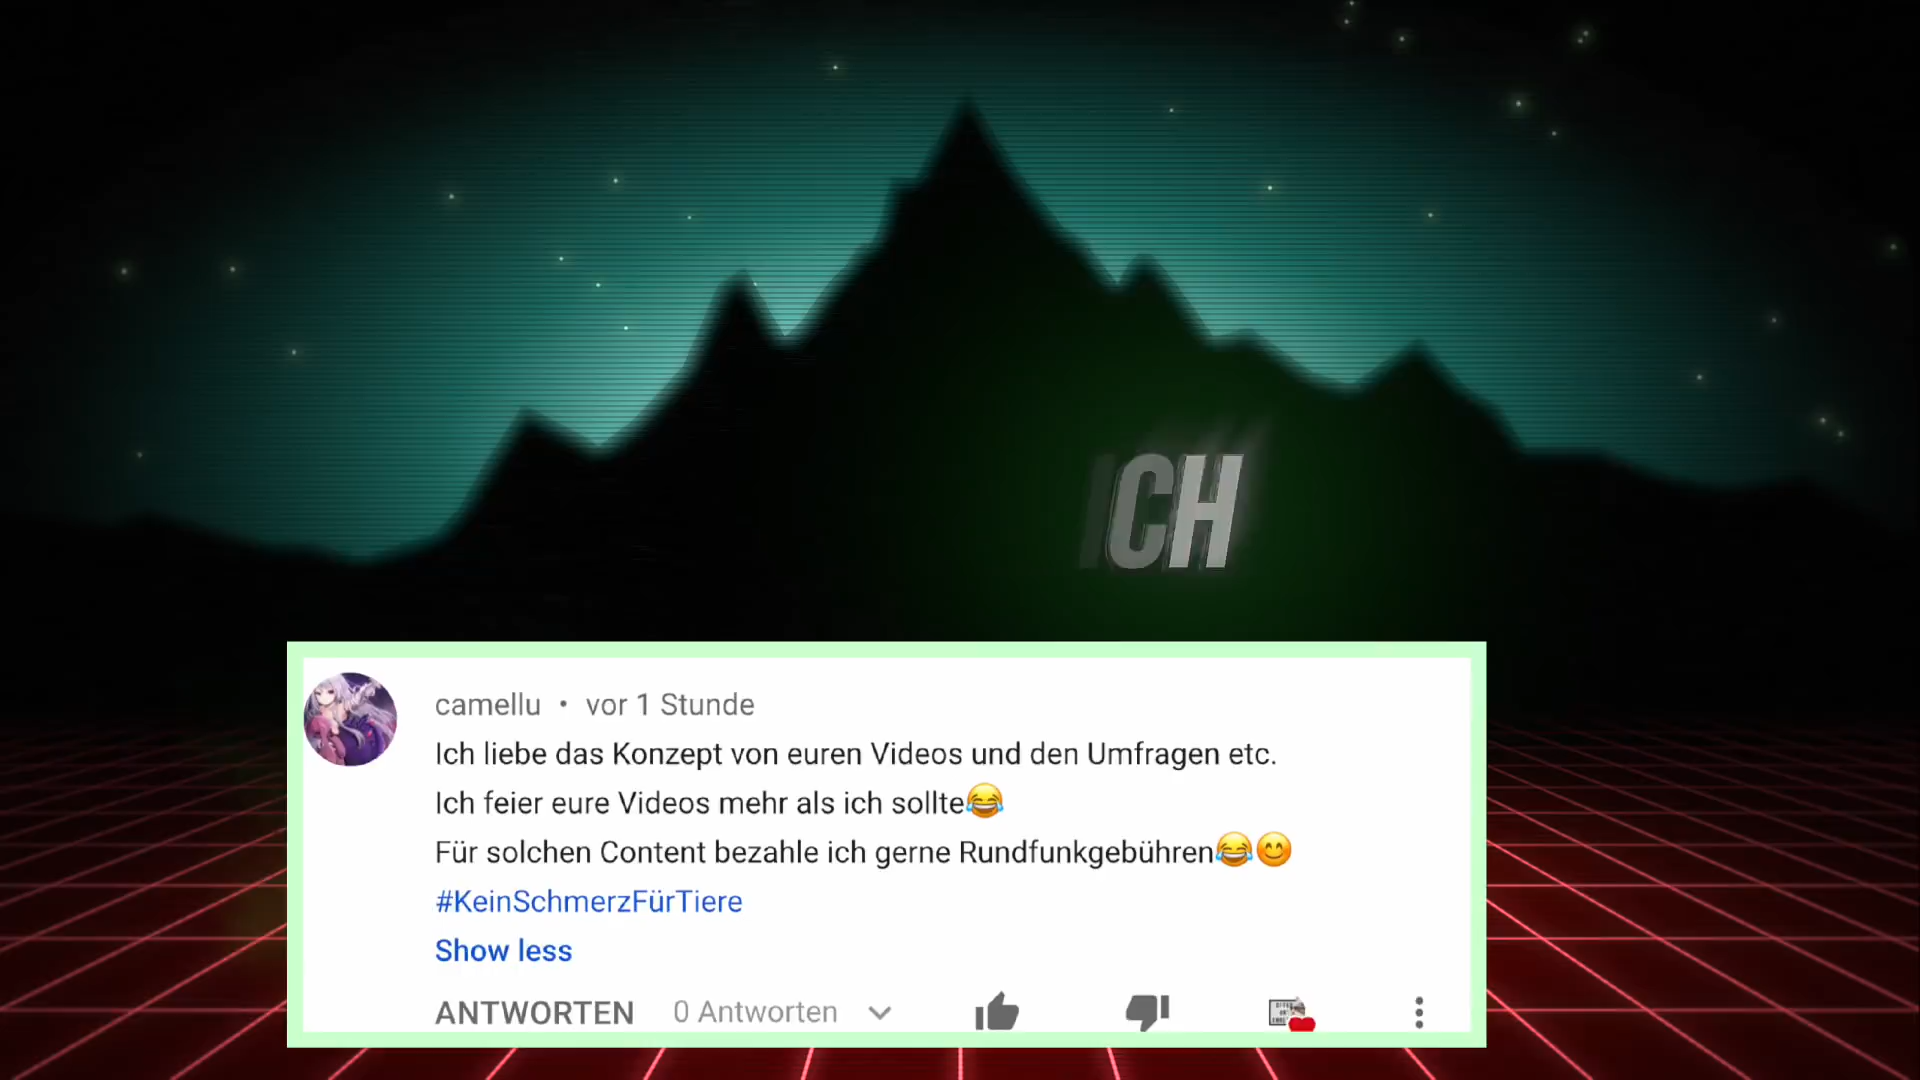 ICH
camellu • vor 1 Stunde
Ich liebe das Konzept von euren Videos und den Umfragen etc.
Ich feier eure Videos mehr als ich sollte😂
Für solchen Content bezahle ich gerne Rundfunkgebühren😂😊
#KeinSchmerzFürTiere
Show less
ANTWORTEN 0 Antworten